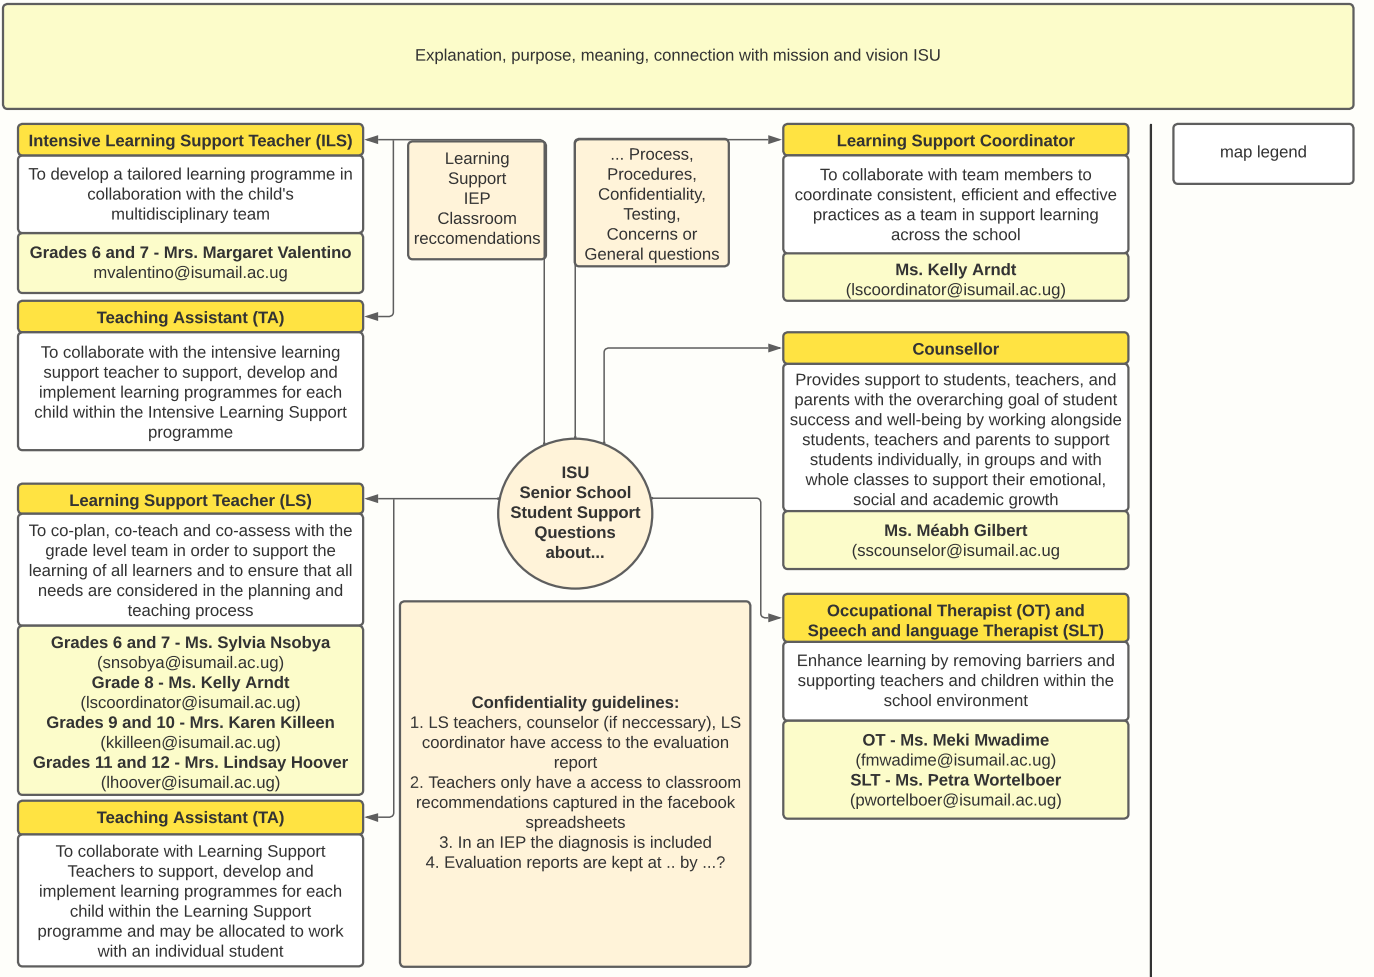 Explanation, purpose, meaning, connection with mission and vision ISU
Intensive Learning Support Teacher (ILS)
To develop a tailored learning programme in
collaboration with the child's
multidisciplinary team
Grades 6 and 7 - Mrs. Margaret Valentino
mvalentino@isumail.ac.ug
Teaching Assistant (TA)
To collaborate with the intensive learning
support teacher to support, develop and
implement learning programmes for each
child within the Intensive Learning Support
programme
Learning Support Teacher (LS)
To co-plan, co-teach and co-assess with the
grade level team in order to support the
learning of all learners and to ensure that all
needs are considered in the planning and
teaching process
Grades 6 and 7 - Ms. Sylvia Nsobya
(snsobya@isumail.ac.ug)
Grade 8 - Ms. Kelly Arndt
(lscoordinator@isumail.ac.ug)
Grades 9 and 10 - Mrs. Karen Killeen
(kkilleen@isumail.ac.ug)
Grades 11 and 12 - Mrs. Lindsay Hoover
(lhoover@isumail.ac.ug)
Teaching Assistant (TA)
To collaborate with Learning Support
Teachers to support, develop and
implement learning programmes for each
child within the Learning Support
programme and may be allocated to work
with an individual student
Learning
Support
IEP
Classroom
reccomendations
... Process,
Procedures,
Confidentiality,
Testing,
Concerns or
General questions
ISU
Senior School
Student Support
Questions
about...
Confidentiality guidelines:
1. LS teachers, counselor (if neccessary), LS
coordinator have access to the evaluation
report
2. Teachers only have a access to classroom
recommendations captured in the facebook
spreadsheets
3. In an IEP the diagnosis is included
4. Evaluation reports are kept at .. by ...?
Learning Support Coordinator
To collaborate with team members to
coordinate consistent, efficient and effective
practices as a team in support learning
across the school
Ms. Kelly Arndt
(lscoordinator@isumail.ac.ug)
Counsellor
Provides support to students, teachers, and
parents with the overarching goal of student
success and well-being by working alongside
students, teachers and parents to support
students individually, in groups and with
whole classes to support their emotional,
social and academic growth
Ms. Méabh Gilbert
(sscounselor@isumail.ac.ug
Occupational Therapist (OT) and
Speech and language Therapist (SLT)
Enhance learning by removing barriers and
supporting teachers and children within the
school environment
OT - Ms. Meki Mwadime
(fmwadime@isumail.ac.ug)
SLT - Ms. Petra Wortelboer
(pwortelboer@isumail.ac.ug)
map legend